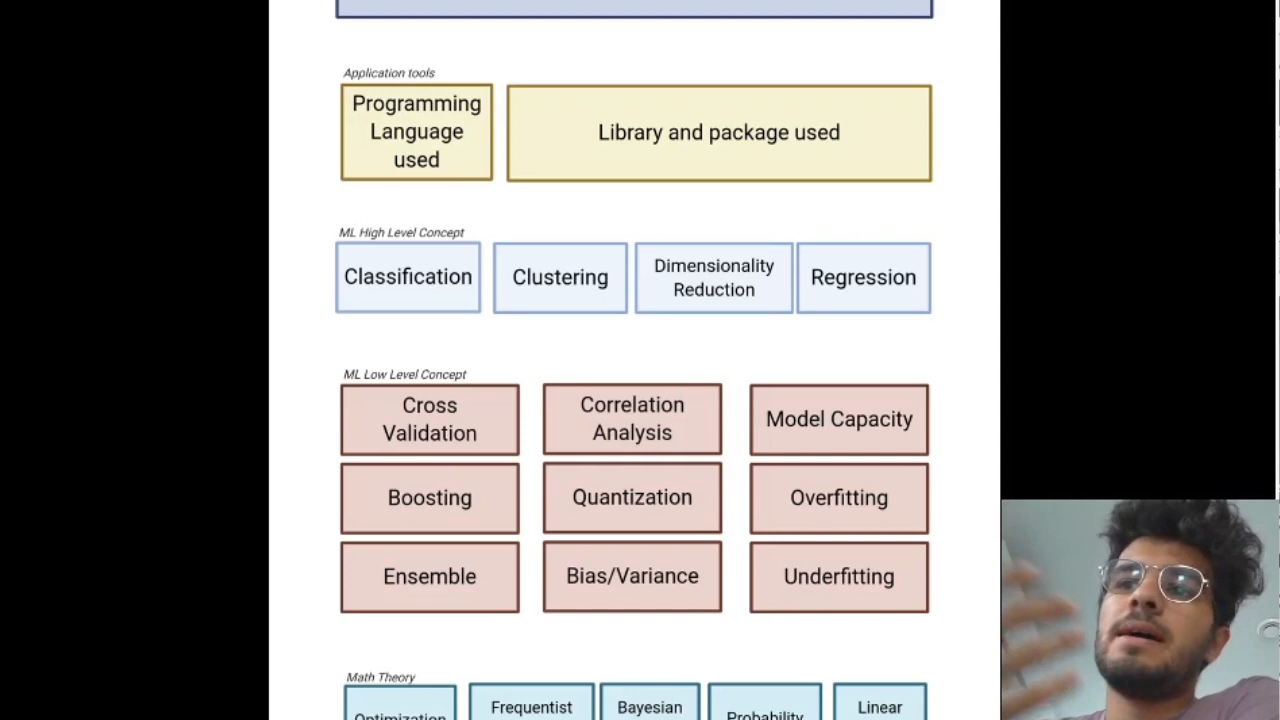 Application tools
Programming
Language
used
Library and package used
ML High Level Concept
Classification
Clustering
Dimensionality
Reduction
Regression
ML Low Level Concept
Cross
Validation
Correlation
Analysis
Model Capacity
Boosting
Quantization
Overfitting
Ensemble
Bias/Variance
Underfitting
Math Theory
Optimization
Frequentist
Bayesian
Probability
Linear